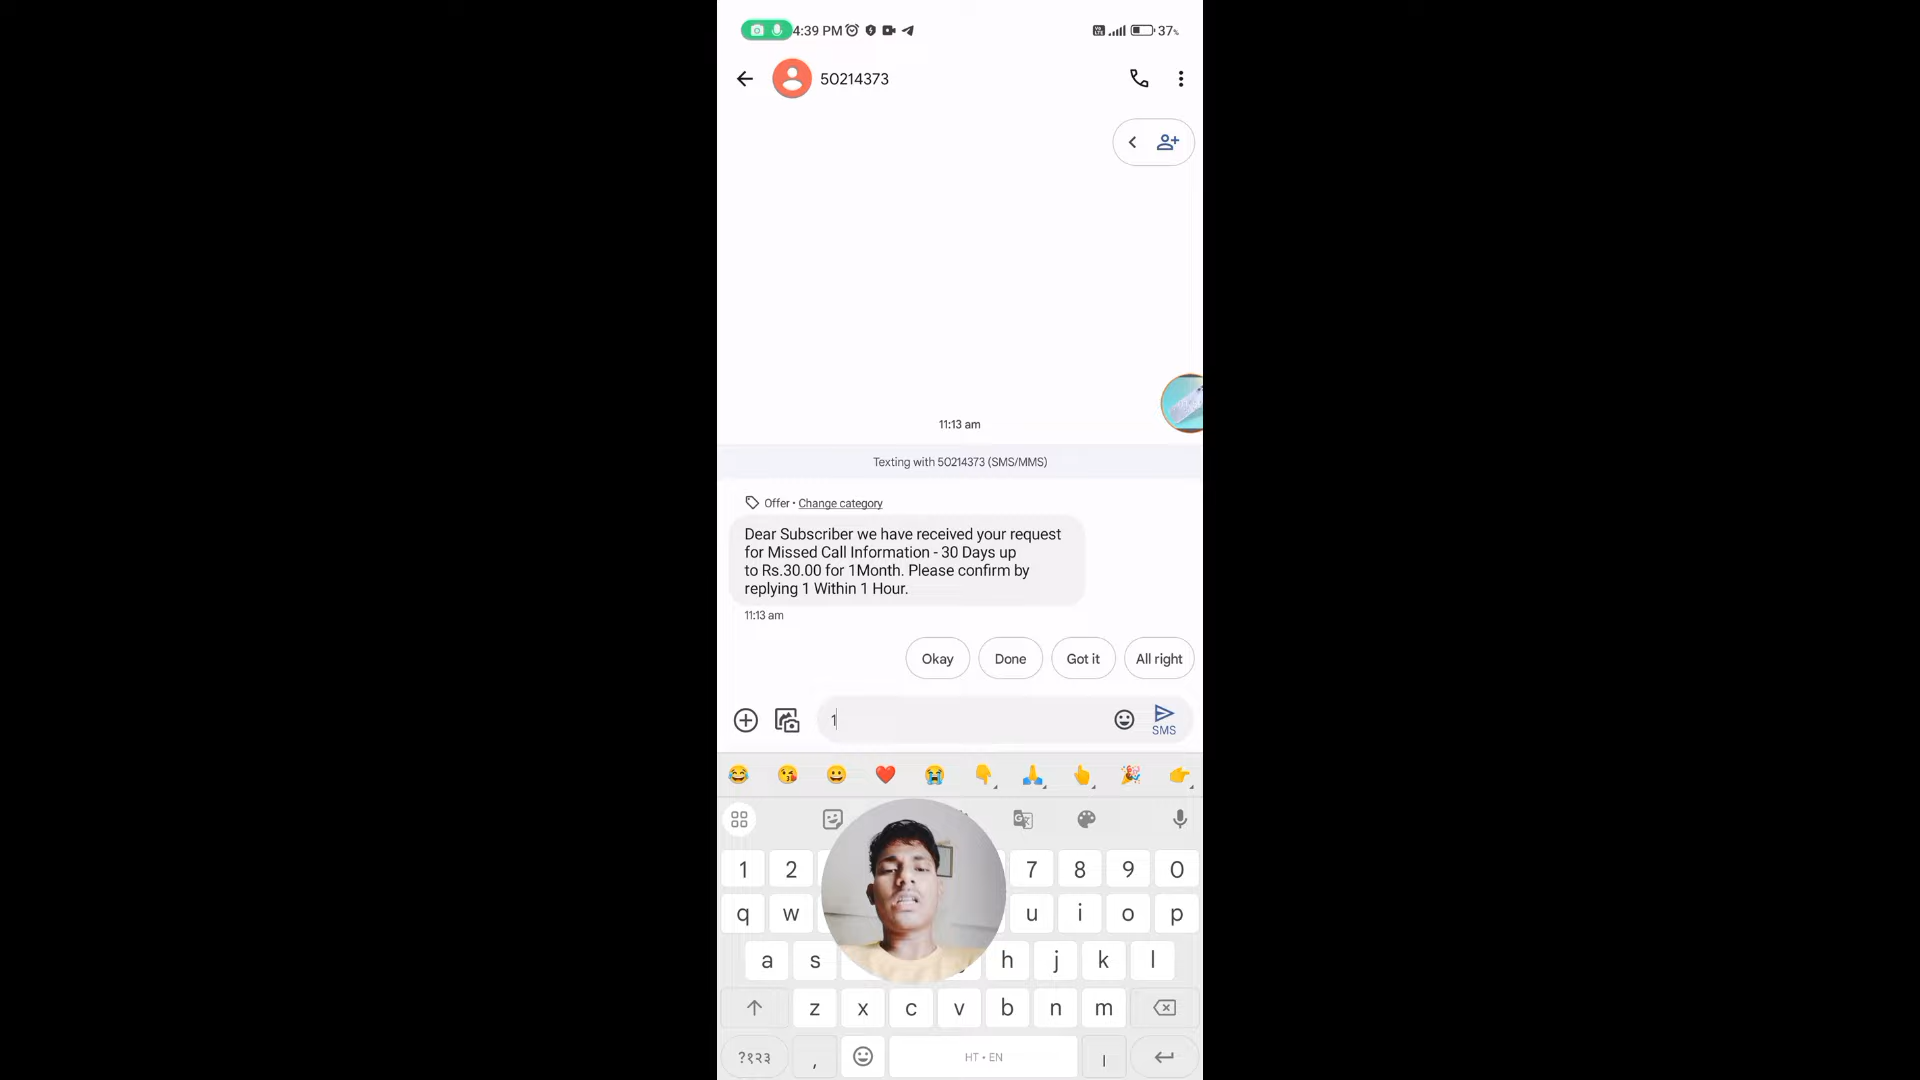 4:39 PM
37%
50214373
11:13 am
Texting with 50214373 (SMS/MMS)
Offer • Change category
Dear Subscriber we have received your request
for Missed Call Information - 30 Days up
to Rs.30.00 for 1Month. Please confirm by
replying 1 Within 1 Hour.
11:13 am
Okay Done Got it All right
1
SMS
1 2 7 8 9 0
q w u i o p
a s h j k l
z x c v b n m
?१२३ , HT • EN ।